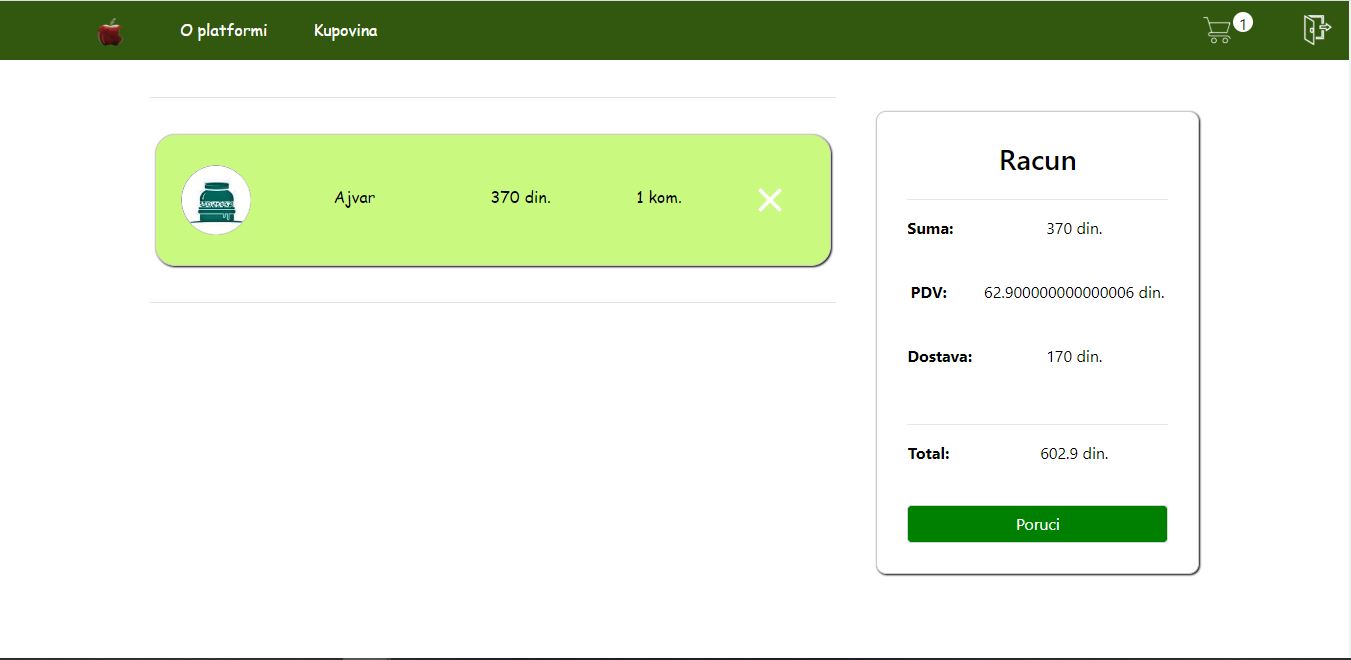 O platformi Kupovina 1
Ajvar 370 din. 1 kom.
Racun
Suma: 370 din.
PDV: 62.900000000000006 din.
Dostava: 170 din.
Total: 602.9 din.
Poruci